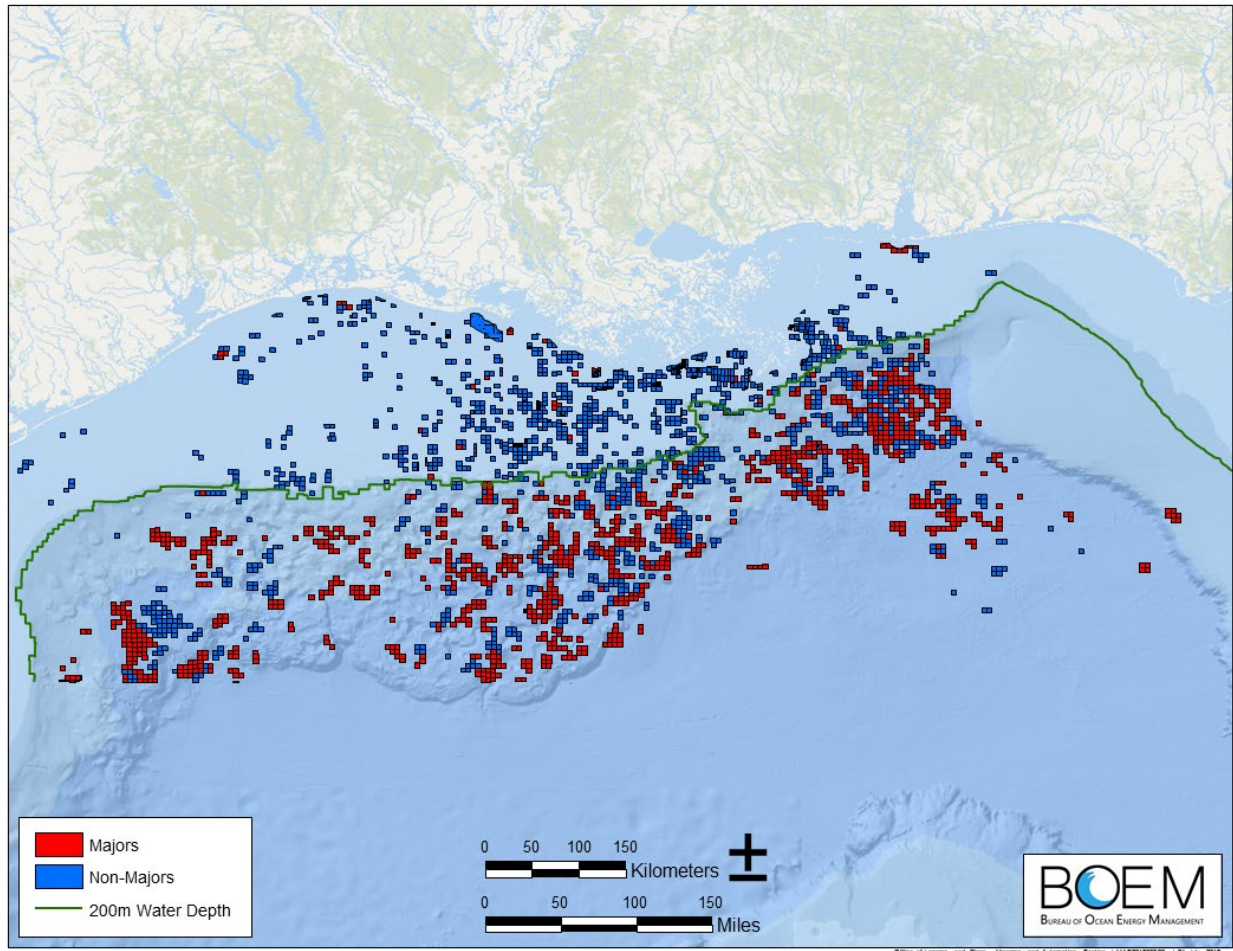 Majors
Non-Majors
200m Water Depth
0 50 100 150
Kilometers
0 50 100 150
Miles
BOEM
BUREAU OF OCEAN ENERGY MANAGEMENT